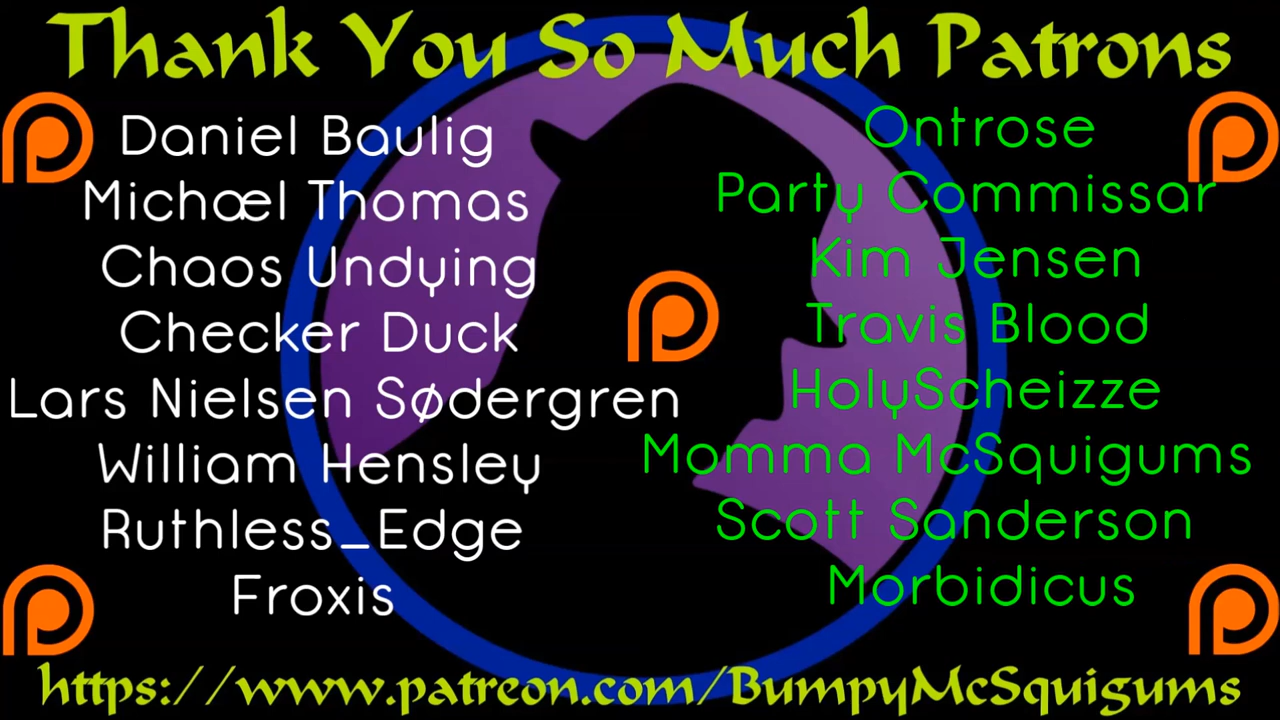 Thank You So Much Patrons
Daniel Baulig
Michæl Thomas
Chaos Undying
Checker Duck
Lars Nielsen Sødergren
William Hensley
Ruthless_Edge
Froxis
Ontrose
Party Commissar
Kim Jensen
Travis Blood
HolyScheizze
Momma McSquigums
Scott Sanderson
Morbidicus
https://www.patreon.com/BumpyMcSquigums